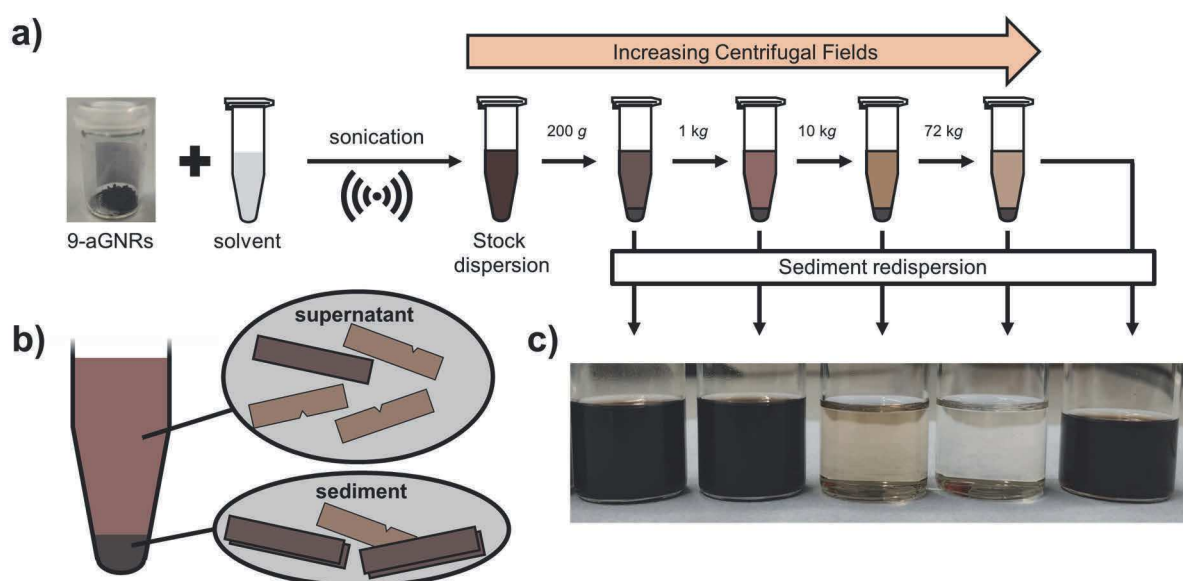 a)
Increasing Centrifugal Fields
sonication
200 g
1 kg
10 kg
72 kg
9-aGNRs
solvent
Stock
dispersion
Sediment redispersion
b)
supernatant
sediment
c)